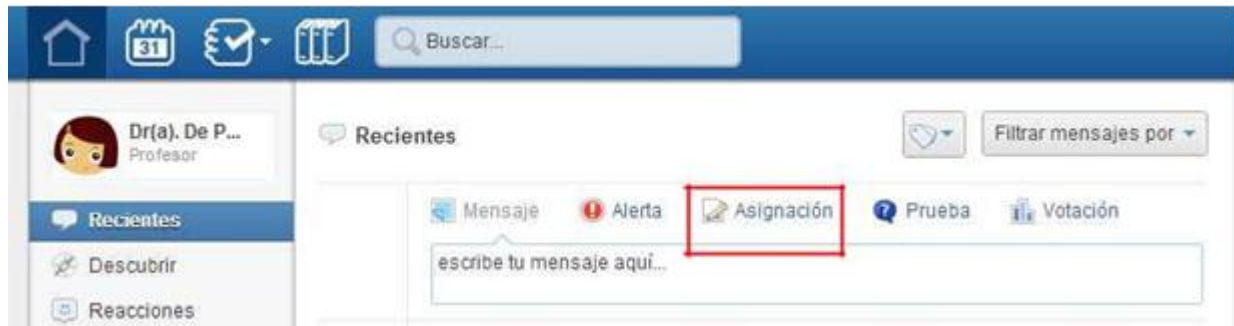 31
Buscar...
Dr(a). De P...
Profesor
Recientes
Descubrir
Reacciones
Recientes
Filtrar mensajes por
Mensaje Alerta Asignación Prueba Votación
escribe tu mensaje aquí...